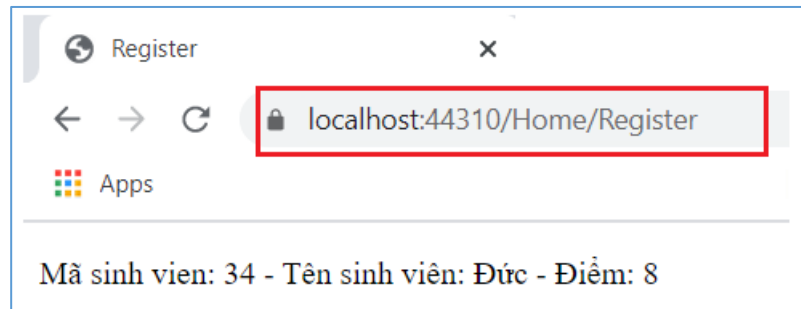 Register
localhost:44310/Home/Register
Apps
Mã sinh vien: 34 - Tên sinh viên: Đức - Điểm: 8